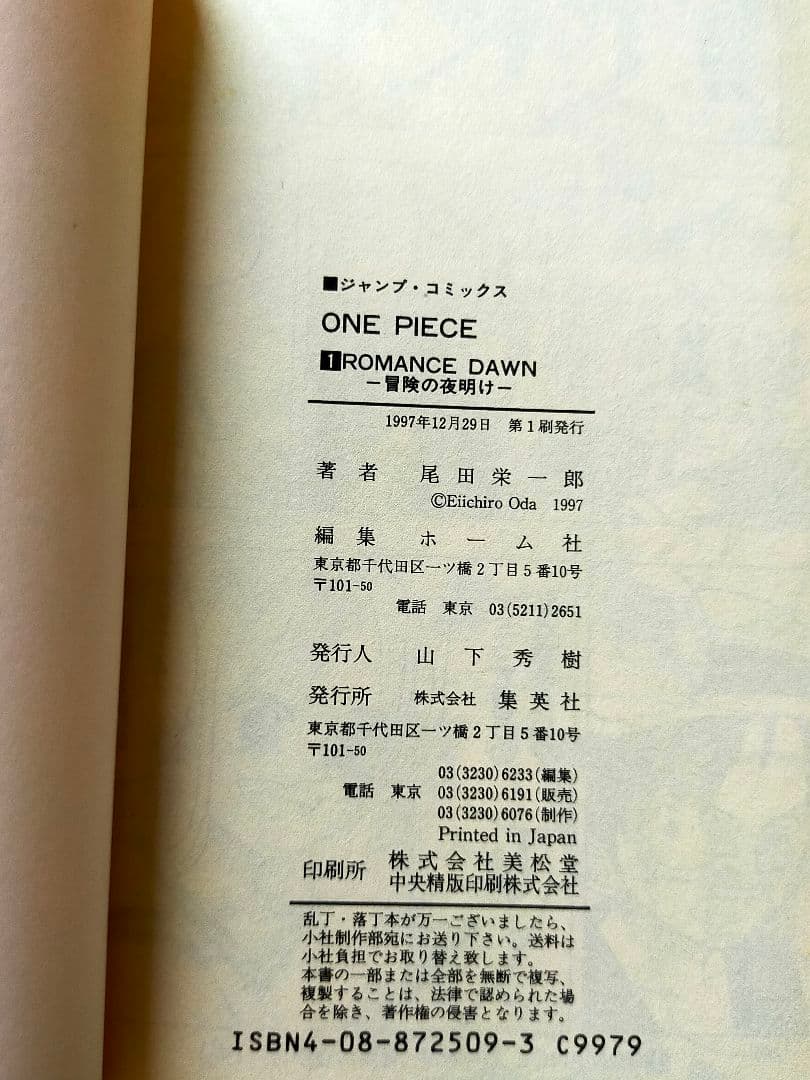 ■ジャンプ・コミックス
ONE PIECE
1 ROMANCE DAWN
－冒険の夜明け－
1997年12月29日 第1刷発行
著者 尾田栄一郎
©Eiichiro Oda 1997
編集 ホーム社
東京都千代田区一ツ橋2丁目5番10号
〒101-50
電話 東京 03(5211)2651
発行人 山下秀樹
発行所 株式会社 集英社
東京都千代田区一ツ橋2丁目5番10号
〒101-50
03(3230)6233(編集)
電話 東京 03(3230)6191(販売)
03(3230)6076(制作)
Printed in Japan
印刷所 株式会社美松堂
中央精版印刷株式会社
乱丁・落丁本が万一ございましたら、
小社制作部宛にお送り下さい。送料は
小社負担でお取り替え致します。
本書の一部または全部を無断で複写、
複製することは、法律で認められた場
合を除き、著作権の侵害となります。
ISBN4-08-872509-3 C9979